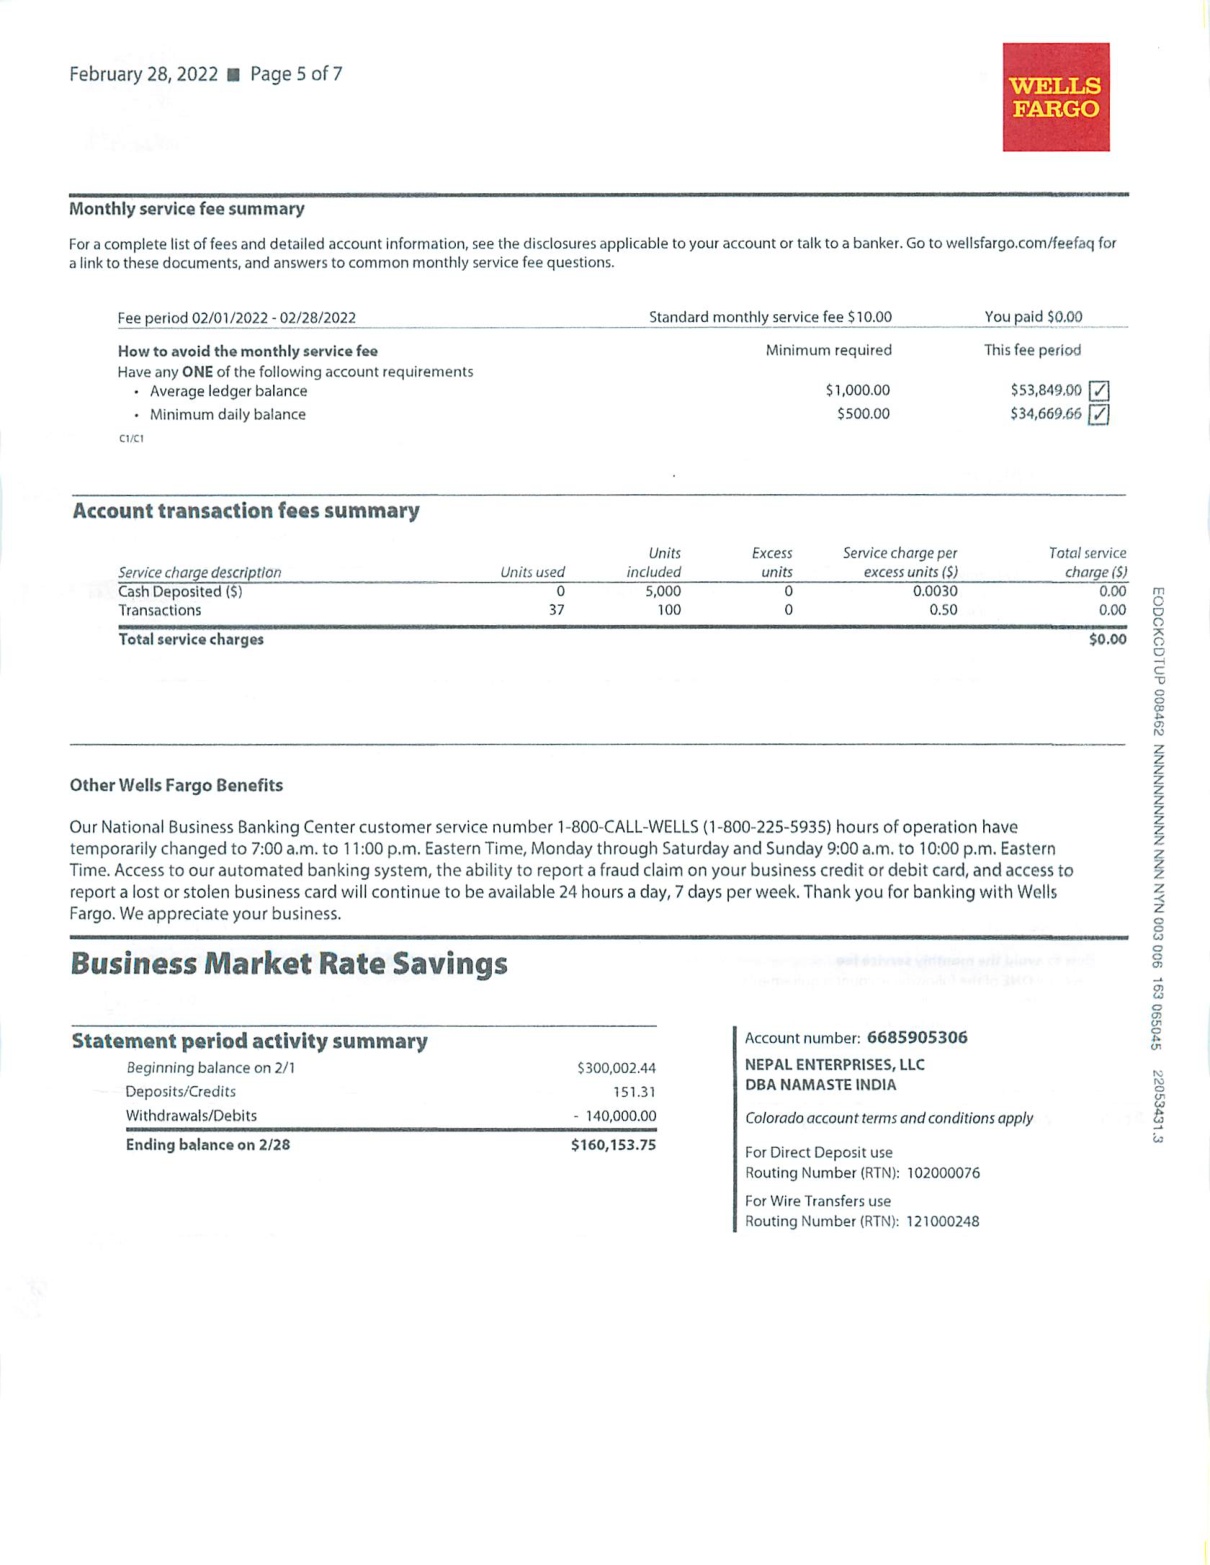 February 28, 2022 ■ Page 5 of 7
WELLS
FARGO
Monthly service fee summary
For a complete list of fees and detailed account information, see the disclosures applicable to your account or talk to a banker. Go to wellsfargo.com/feefaq for
a link to these documents, and answers to common monthly service fee questions.
Fee period 02/01/2022 - 02/28/2022 Standard monthly service fee $10.00 You paid $0.00
How to avoid the monthly service fee Minimum required This fee period
Have any ONE of the following account requirements
• Average ledger balance $1,000.00 $53,849.00 ☑
• Minimum daily balance $500.00 $34,669.66 ☑
C1/C1
Account transaction fees summary
Units Excess Service charge per Total service
Service charge description Units used included units excess units ($) charge ($)
Cash Deposited ($) 0 5,000 0 0.0030 0.00
Transactions 37 100 0 0.50 0.00
Total service charges $0.00
Other Wells Fargo Benefits
Our National Business Banking Center customer service number 1-800-CALL-WELLS (1-800-225-5935) hours of operation have
temporarily changed to 7:00 a.m. to 11:00 p.m. Eastern Time, Monday through Saturday and Sunday 9:00 a.m. to 10:00 p.m. Eastern
Time. Access to our automated banking system, the ability to report a fraud claim on your business credit or debit card, and access to
report a lost or stolen business card will continue to be available 24 hours a day, 7 days per week. Thank you for banking with Wells
Fargo. We appreciate your business.
Business Market Rate Savings
Statement period activity summary
Beginning balance on 2/1 $300,002.44
Deposits/Credits 151.31
Withdrawals/Debits - 140,000.00
Ending balance on 2/28 $160,153.75
Account number: 6685905306
NEPAL ENTERPRISES, LLC
DBA NAMASTE INDIA
Colorado account terms and conditions apply
For Direct Deposit use
Routing Number (RTN): 102000076
For Wire Transfers use
Routing Number (RTN): 121000248
EODCKCDTUP 008462 NNNNNNNNNN NNN NYN 003 006 163 065045 22053431.3